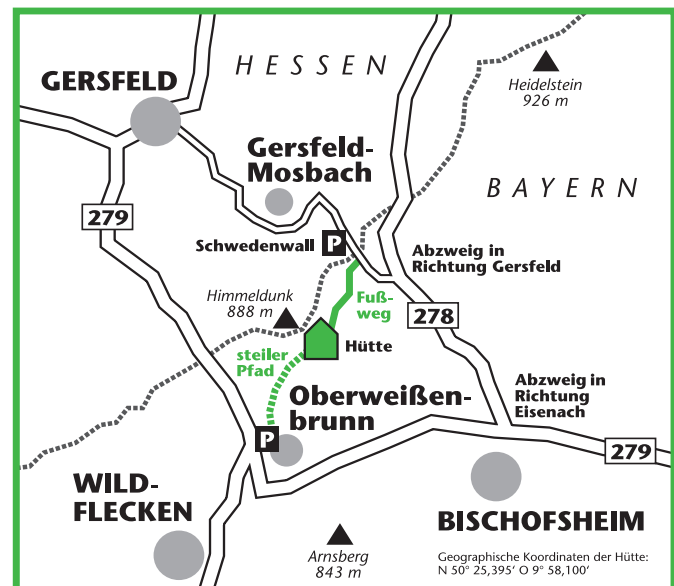 HESSEN
GERSFELD
Heidelstein
926 m
Gersfeld-
Mosbach
BAYERN
279
Schwedenwall
P
Abzweig in
Richtung Gersfeld
Himmeldunk
888 m
Fuß-
weg
278
Hütte
steiler
Pfad
Oberweißen-
brunn
Abzweig in
Richtung
Eisenach
P
279
WILD-
FLECKEN
BISCHOFSHEIM
Arnsberg
843 m
Geographische Koordinaten der Hütte:
N 50° 25,395′ O 9° 58,100′